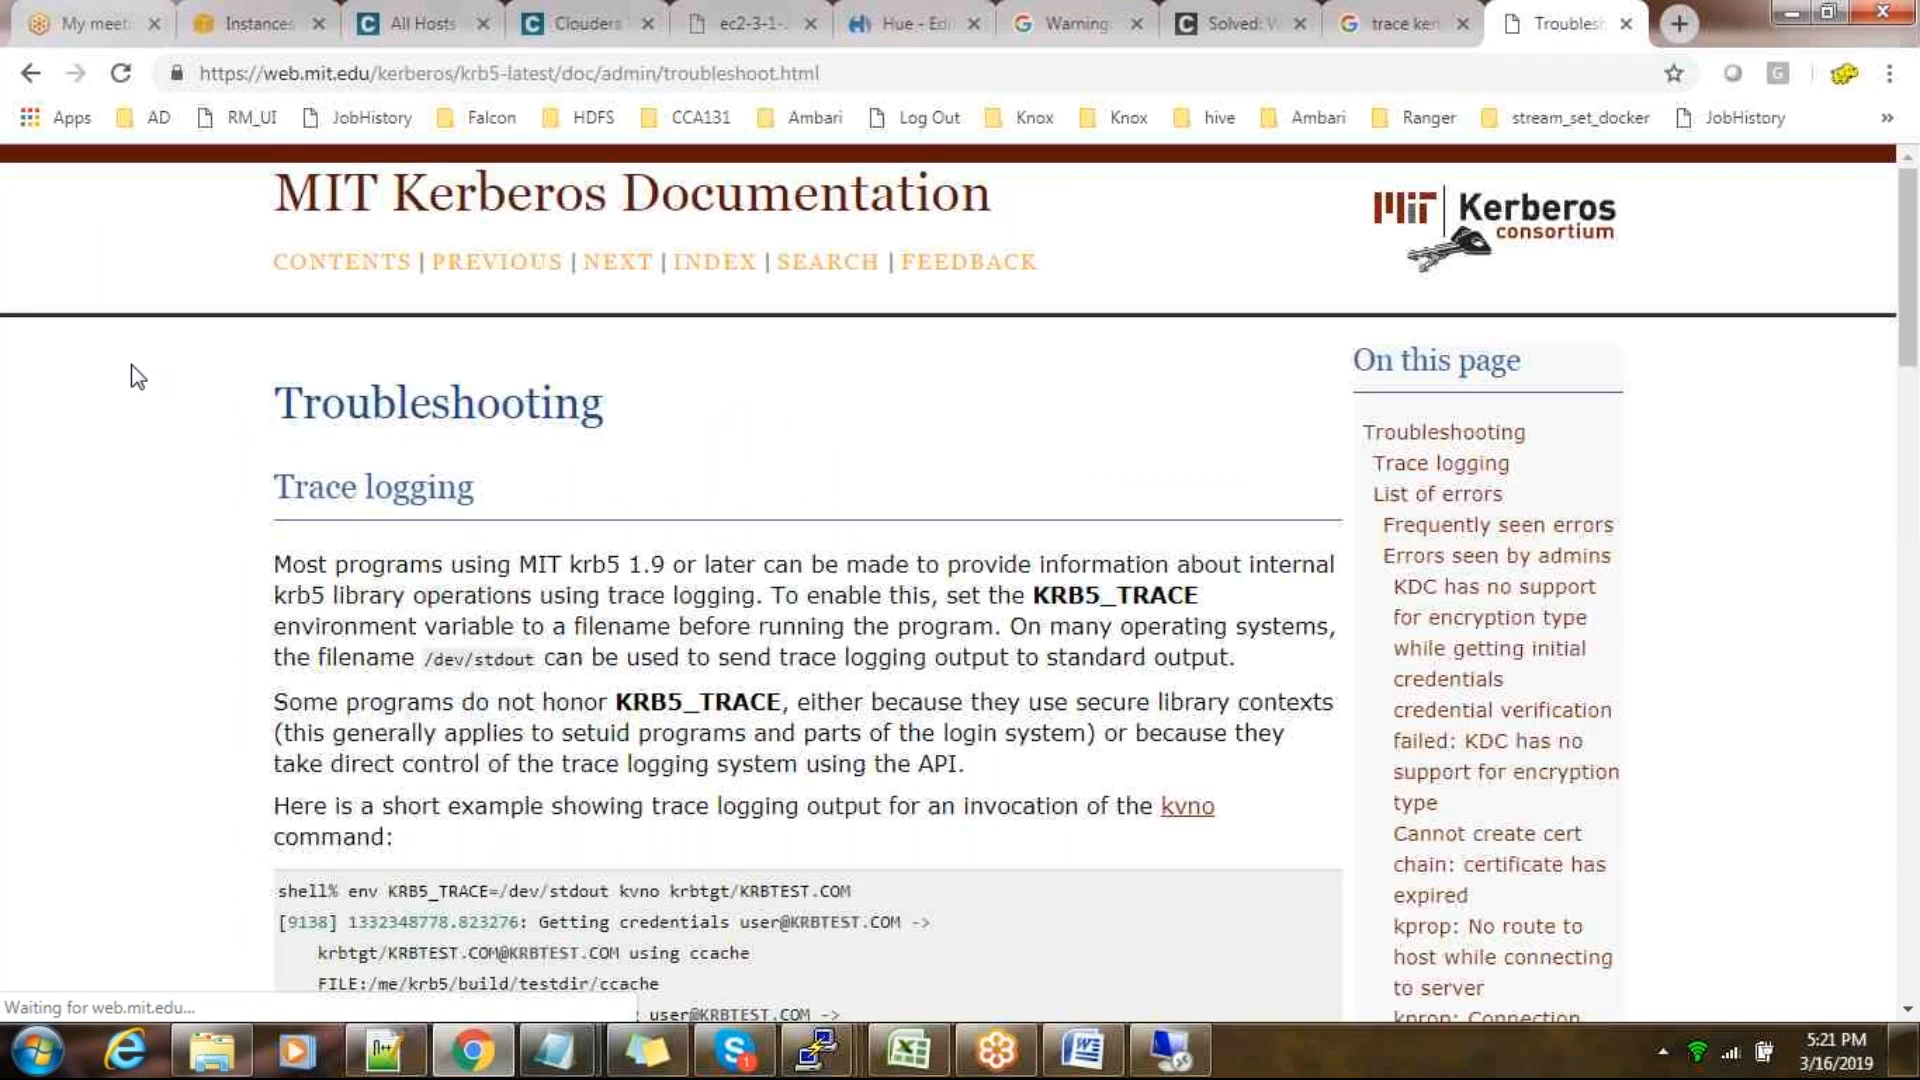 My meet
Instances
All Hosts
Cloudera
ec2-3-1-
Hue - Edi
Warning:
Solved: W
trace ker
Troublesh
https://web.mit.edu/kerberos/krb5-latest/doc/admin/troubleshoot.html
Apps AD RM_UI JobHistory Falcon HDFS CCA131 Ambari Log Out Knox Knox hive Ambari Ranger stream_set_docker JobHistory »
MIT Kerberos Documentation
MIT Kerberos
consortium
CONTENTS | PREVIOUS | NEXT | INDEX | SEARCH | FEEDBACK
Troubleshooting
Trace logging
Most programs using MIT krb5 1.9 or later can be made to provide information about internal
krb5 library operations using trace logging. To enable this, set the KRB5_TRACE
environment variable to a filename before running the program. On many operating systems,
the filename /dev/stdout can be used to send trace logging output to standard output.
Some programs do not honor KRB5_TRACE, either because they use secure library contexts
(this generally applies to setuid programs and parts of the login system) or because they
take direct control of the trace logging system using the API.
Here is a short example showing trace logging output for an invocation of the kvno
command:
shell% env KRB5_TRACE=/dev/stdout kvno krbtgt/KRBTEST.COM
[9138] 1332348778.823276: Getting credentials user@KRBTEST.COM ->
krbtgt/KRBTEST.COM@KRBTEST.COM using ccache
FILE:/me/krb5/build/testdir/ccache
user@KRBTEST.COM ->
On this page
Troubleshooting
Trace logging
List of errors
Frequently seen errors
Errors seen by admins
KDC has no support
for encryption type
while getting initial
credentials
credential verification
failed: KDC has no
support for encryption
type
Cannot create cert
chain: certificate has
expired
kprop: No route to
host while connecting
to server
kprop: Connection
Waiting for web.mit.edu...
5:21 PM
3/16/2019